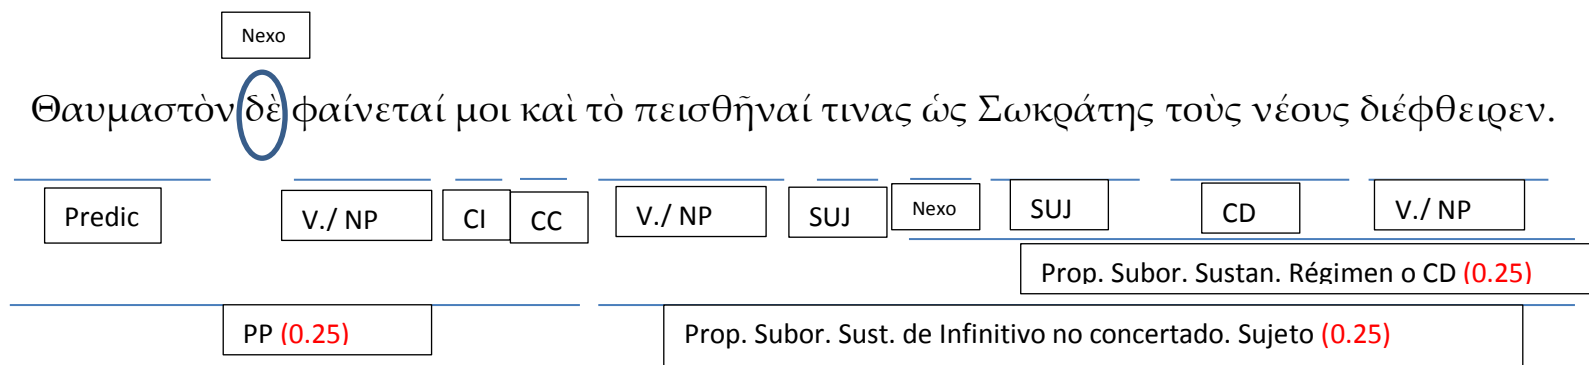 Nexo
Θαυμαστὸν δὲ φαίνεταί μοι καὶ τὸ πεισθῆναί τινας ὡς Σωκράτης τοὺς νέους διέφθειρεν.
Predic V./ NP CI CC V./ NP SUJ Nexo SUJ CD V./ NP
Prop. Subor. Sustan. Régimen o CD (0.25)
PP (0.25) Prop. Subor. Sust. de Infinitivo no concertado. Sujeto (0.25)